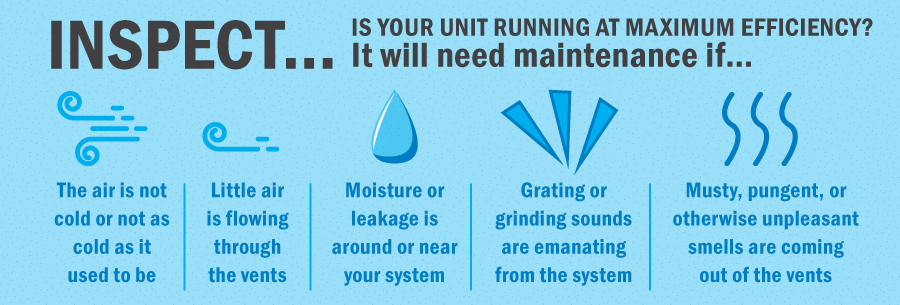 INSPECT...
IS YOUR UNIT RUNNING AT MAXIMUM EFFICIENCY?
It will need maintenance if...
The air is not
cold or not as
cold as it
used to be
Little air
is flowing
through
the vents
Moisture or
leakage is
around or near
your system
Grating or
grinding sounds
are emanating
from the system
Musty, pungent, or
otherwise unpleasant
smells are coming
out of the vents